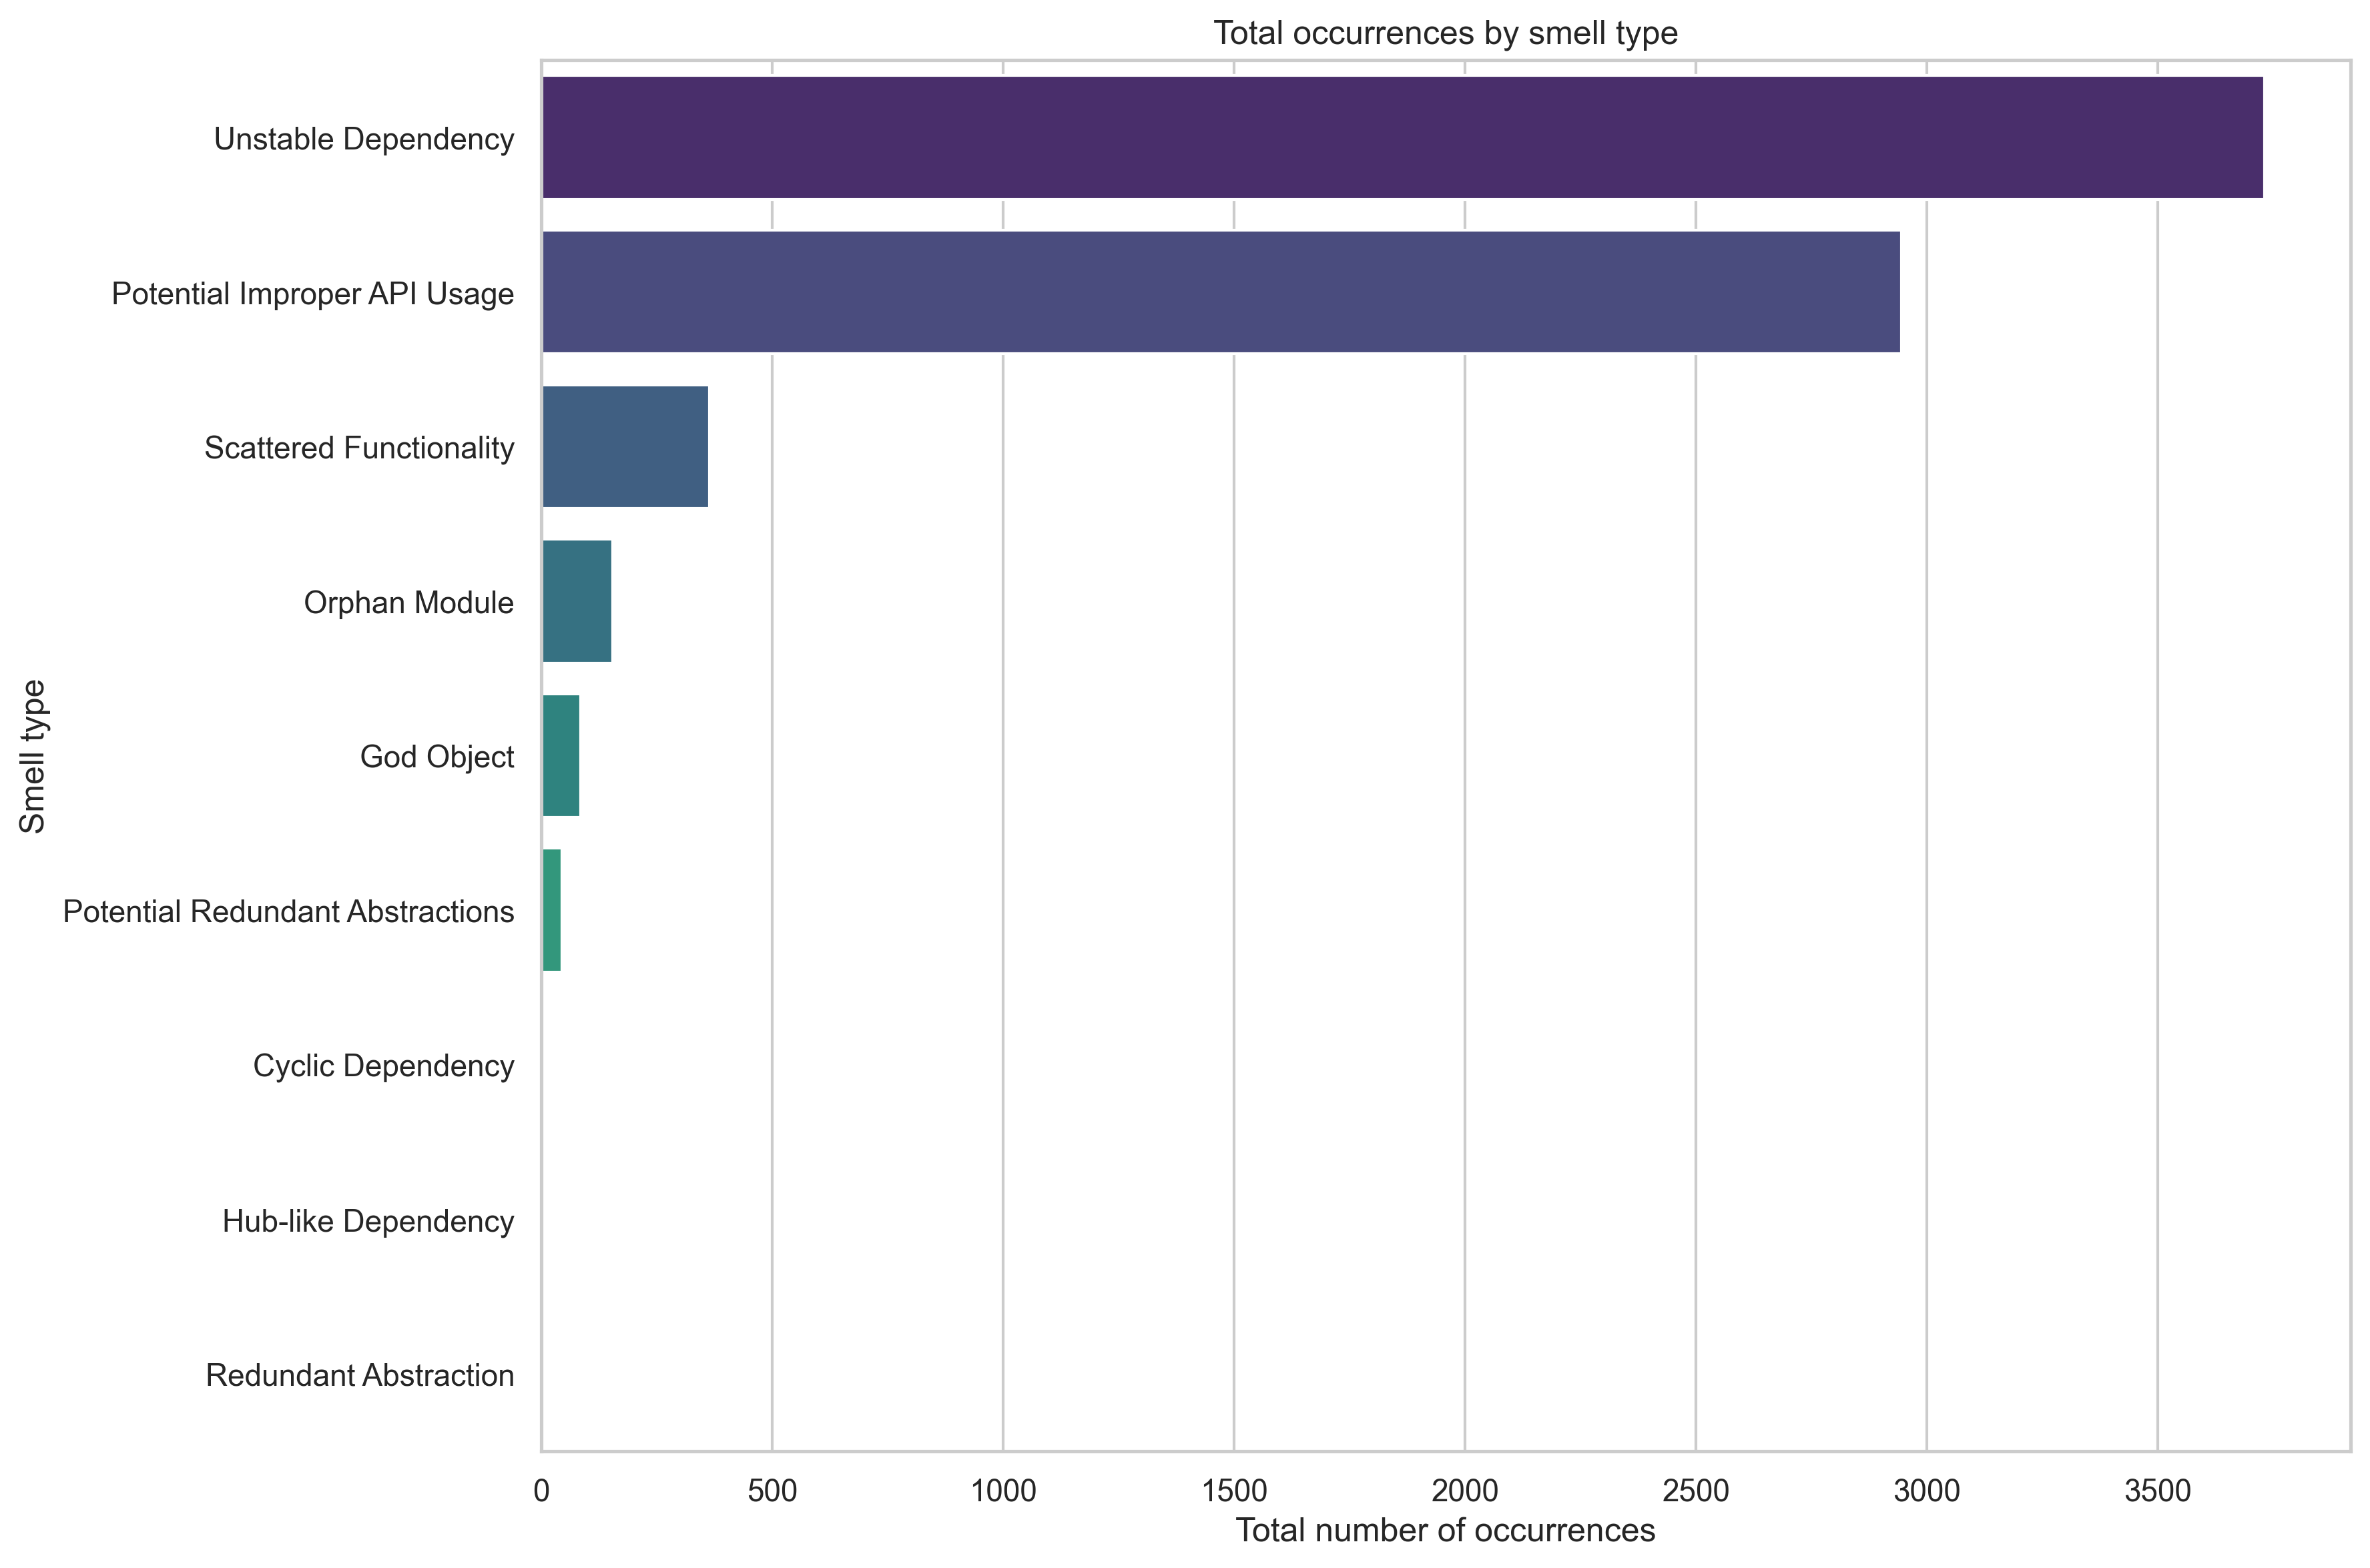 Total occurrences by smell type
Unstable Dependency
Potential Improper API Usage
Scattered Functionality
Orphan Module
God Object
Potential Redundant Abstractions
Cyclic Dependency
Hub-like Dependency
Redundant Abstraction
Smell type
0 500 1000 1500 2000 2500 3000 3500
Total number of occurrences